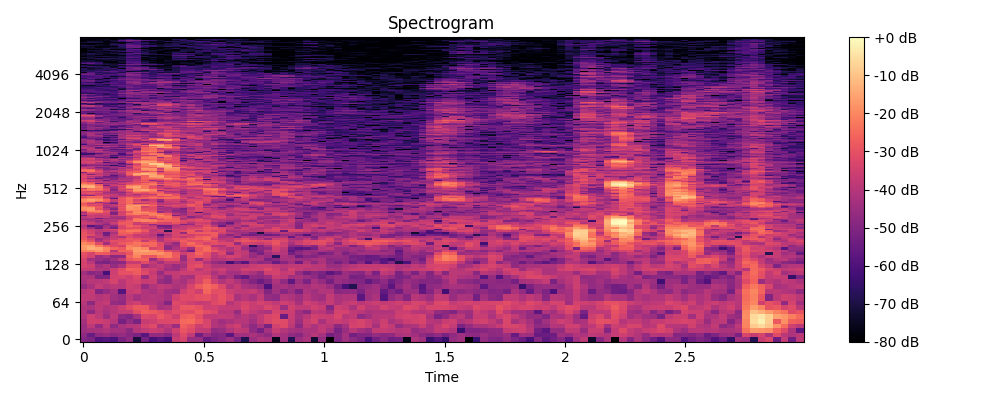 Spectrogram
Hz
4096
2048
1024
512
256
128
64
0
0
0.5
1
1.5
2
2.5
Time
+0 dB
-10 dB
-20 dB
-30 dB
-40 dB
-50 dB
-60 dB
-70 dB
-80 dB